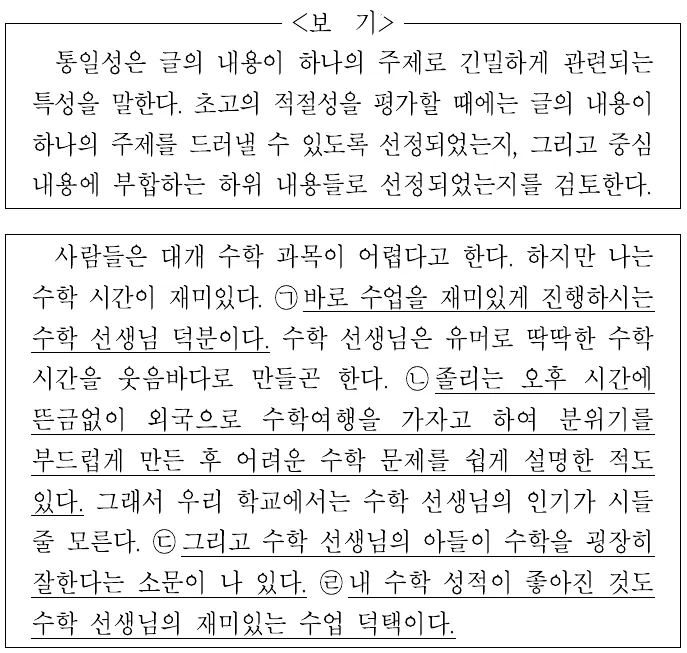 <보 기>
통일성은 글의 내용이 하나의 주제로 긴밀하게 관련되는
특성을 말한다. 초고의 적절성을 평가할 때에는 글의 내용이
하나의 주제를 드러낼 수 있도록 선정되었는지, 그리고 중심
내용에 부합하는 하위 내용들로 선정되었는지를 검토한다.
사람들은 대개 수학 과목이 어렵다고 한다. 하지만 나는
수학 시간이 재미있다. ㉠바로 수업을 재미있게 진행하시는
수학 선생님 덕분이다. 수학 선생님은 유머로 딱딱한 수학
시간을 웃음바다로 만들곤 한다. ㉡졸리는 오후 시간에
뜬금없이 외국으로 수학여행을 가자고 하여 분위기를
부드럽게 만든 후 어려운 수학 문제를 쉽게 설명한 적도
있다. 그래서 우리 학교에서는 수학 선생님의 인기가 시들
줄 모른다. ㉢그리고 수학 선생님의 아들이 수학을 굉장히
잘한다는 소문이 나 있다. ㉣내 수학 성적이 좋아진 것도
수학 선생님의 재미있는 수업 덕택이다.